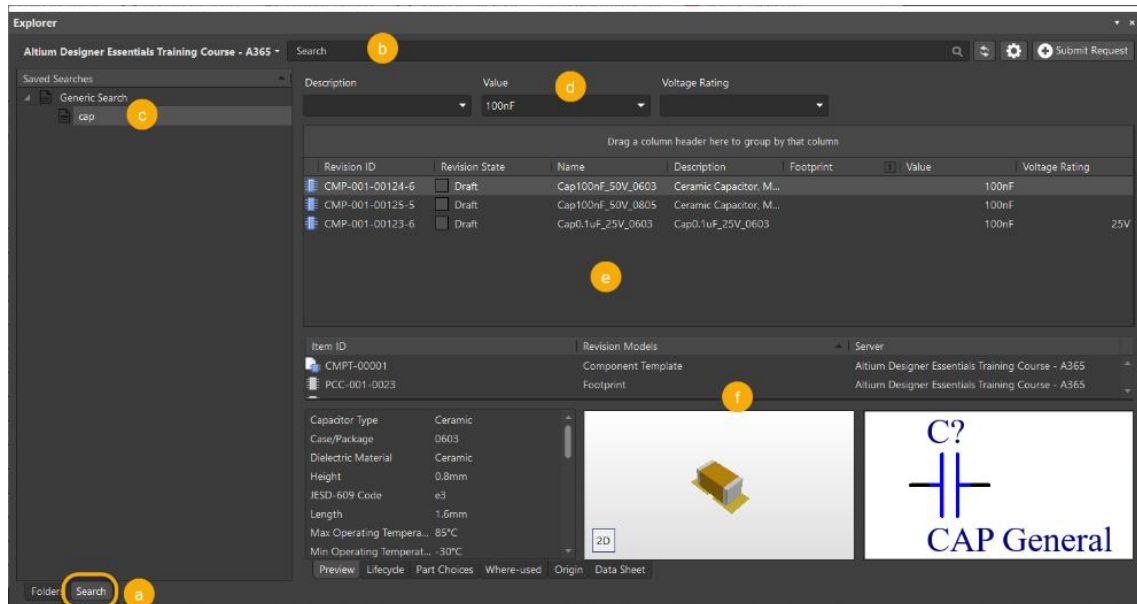 Explorer
Altium Designer Essentials Training Course - A365
Search
b
Submit Request
Saved Searches
Generic Search
cap
c
Description
Value
d
Voltage Rating
100nF
Drag a column header here to group by that column
Revision ID Revision State Name Description Footprint Value Voltage Rating
CMP-001-00124-6 Draft Cap100nF_50V_0603 Ceramic Capacitor, M... 100nF
CMP-001-00125-5 Draft Cap100nF_50V_0805 Ceramic Capacitor, M... 100nF
CMP-001-00123-6 Draft Cap0.1uF_25V_0603 Cap0.1uF_25V_0603 100nF 25V
e
Item ID Revision Models Server
CMPT-00001 Component Template Altium Designer Essentials Training Course - A365
PCC-001-0023 Footprint Altium Designer Essentials Training Course - A365
f
Capacitor Type Ceramic
Case/Package 0603
Dielectric Material Ceramic
Height 0.8mm
JESD-609 Code e3
Length 1.6mm
Max Operating Tempera... 85°C
Min Operating Temperat... -30°C
2D
C?
CAP General
Preview Lifecycle Part Choices Where-used Origin Data Sheet
Folder Search
a